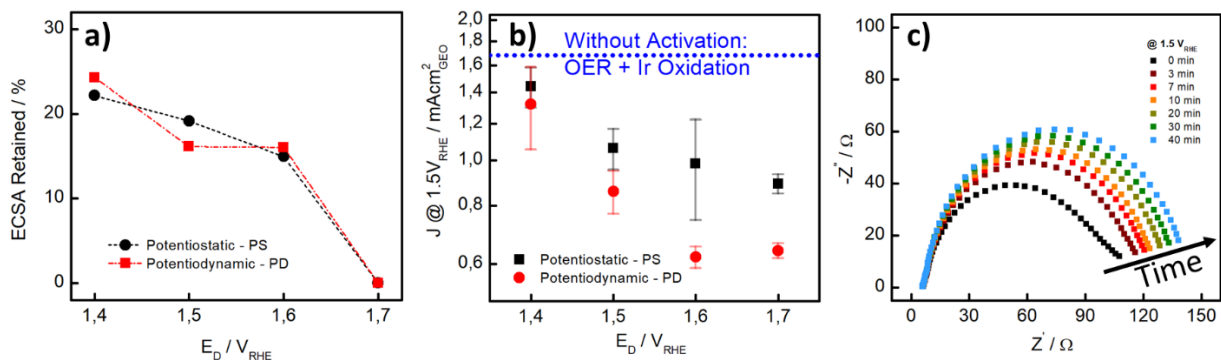 a)
ECSA Retained / %
30
20
10
0
Potentiostatic - PS
Potentiodynamic - PD
1,4 1,5 1,6 1,7
E_D / V_RHE
b)
J @ 1.5V_RHE / mAcm²_GEO
2,0
1,8
1,6
1,4
1,2
1,0
0,8
0,6
Without Activation:
OER + Ir Oxidation
Potentiostatic - PS
Potentiodynamic - PD
1,4 1,5 1,6 1,7
E_D / V_RHE
c)
-Z'' / Ω
100
80
60
40
20
0
@ 1.5 V_RHE
0 min
3 min
7 min
10 min
20 min
30 min
40 min
Time
0 30 60 90 120 150
Z' / Ω